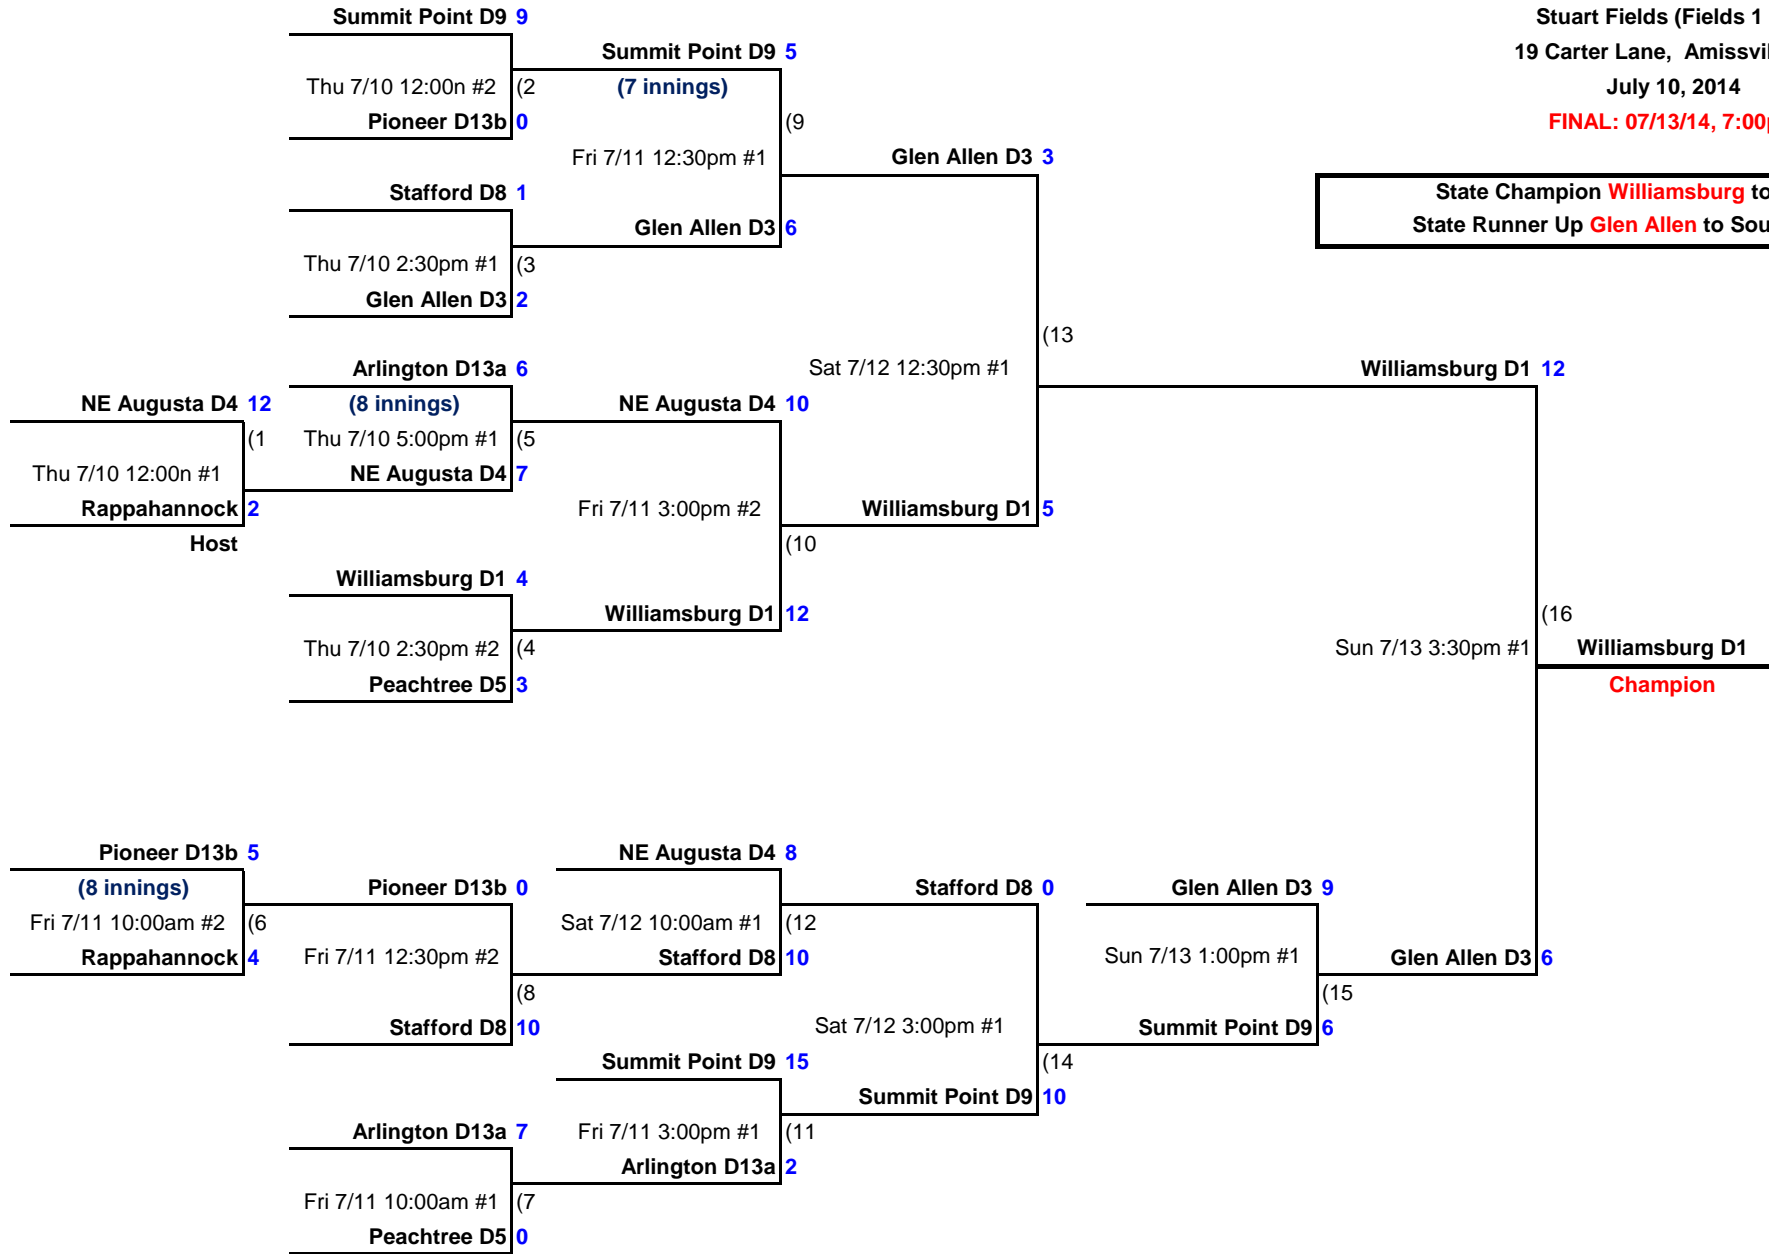 Summit Point D9 9
Stuart Fields (Fields 1
Summit Point D9 5
19 Carter Lane, Amissvil
Thu 7/10 12:00n #2 (2
(7 innings)
July 10, 2014
Pioneer D13b 0
(9
FINAL: 07/13/14, 7:00p
Fri 7/11 12:30pm #1
Glen Allen D3 3
Stafford D8 1
State Champion Williamsburg to
Glen Allen D3 6
State Runner Up Glen Allen to Sou
Thu 7/10 2:30pm #1 (3
Glen Allen D3 2
(13
Arlington D13a 6
Sat 7/12 12:30pm #1
Williamsburg D1 12
NE Augusta D4 12
(8 innings)
NE Augusta D4 10
(1
Thu 7/10 5:00pm #1 (5
Thu 7/10 12:00n #1
NE Augusta D4 7
Rappahannock 2
Fri 7/11 3:00pm #2
Williamsburg D1 5
Host
(10
Williamsburg D1 4
Williamsburg D1 12
(16
Thu 7/10 2:30pm #2 (4
Sun 7/13 3:30pm #1
Williamsburg D1
Peachtree D5 3
Champion
Pioneer D13b 5
NE Augusta D4 8
(8 innings)
Pioneer D13b 0
Stafford D8 0
Glen Allen D3 9
Fri 7/11 10:00am #2 (6
Sat 7/12 10:00am #1 (12
Rappahannock 4
Fri 7/11 12:30pm #2
Stafford D8 10
Sun 7/13 1:00pm #1
Glen Allen D3 6
(8
(15
Stafford D8 10
Sat 7/12 3:00pm #1
Summit Point D9 6
Summit Point D9 15
(14
Summit Point D9 10
Arlington D13a 7
Fri 7/11 3:00pm #1 (11
Arlington D13a 2
Fri 7/11 10:00am #1 (7
Peachtree D5 0